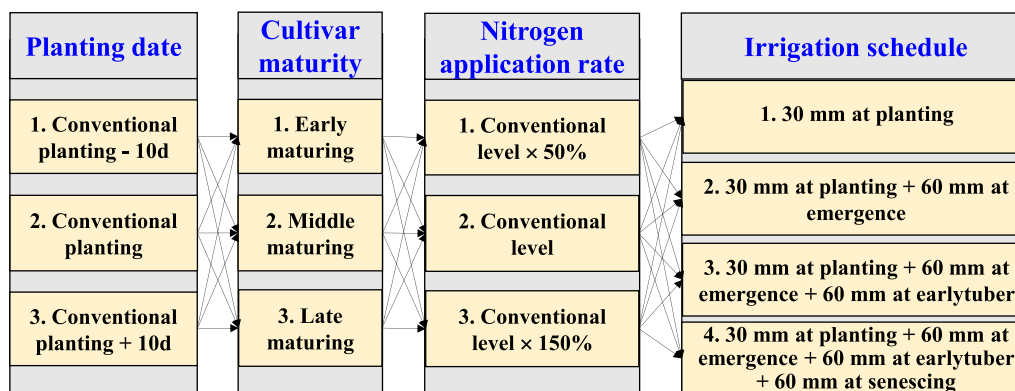 Planting date
1. Conventional
planting - 10d
2. Conventional
planting
3. Conventional
planting + 10d
Cultivar
maturity
1. Early
maturing
2. Middle
maturing
3. Late
maturing
Nitrogen
application rate
1. Conventional
level × 50%
2. Conventional
level
3. Conventional
level × 150%
Irrigation schedule
1. 30 mm at planting
2. 30 mm at planting + 60 mm at
emergence
3. 30 mm at planting + 60 mm at
emergence + 60 mm at earlytuber
4. 30 mm at planting + 60 mm at
emergence + 60 mm at earlytuber
+ 60 mm at senescing